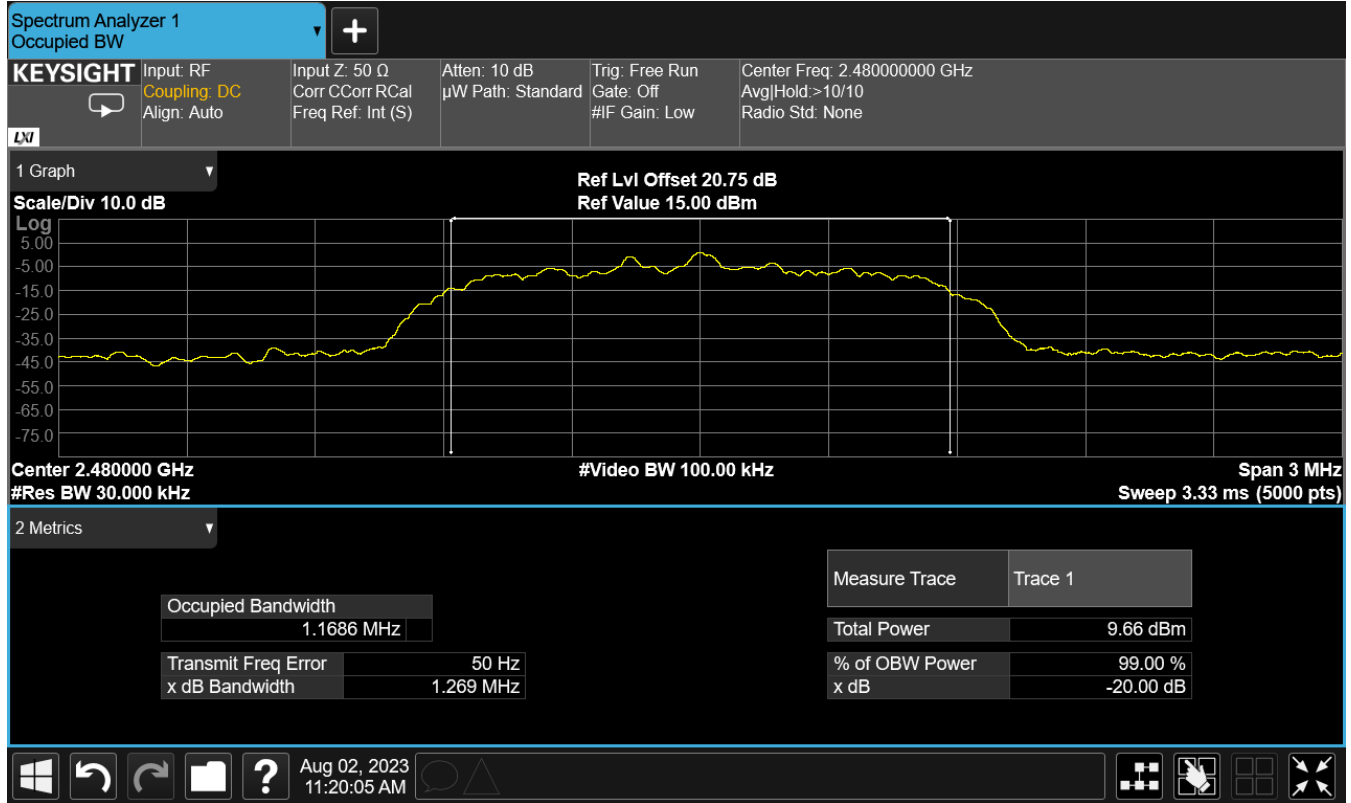 Spectrum Analyzer 1
Occupied BW
+
KEYSIGHT
LXI
Input: RF
Coupling: DC
Align: Auto
Input Z: 50 Ω
Corr CCorr RCal
Freq Ref: Int (S)
Atten: 10 dB
µW Path: Standard
Trig: Free Run
Gate: Off
#IF Gain: Low
Center Freq: 2.480000000 GHz
Avg|Hold:>10/10
Radio Std: None
1 Graph
Scale/Div 10.0 dB
Ref Lvl Offset 20.75 dB
Ref Value 15.00 dBm
Log
5.00
-5.00
-15.0
-25.0
-35.0
-45.0
-55.0
-65.0
-75.0
Center 2.480000 GHz
#Video BW 100.00 kHz
Span 3 MHz
#Res BW 30.000 kHz
Sweep 3.33 ms (5000 pts)
2 Metrics
Measure Trace Trace 1
Occupied Bandwidth
1.1686 MHz
Total Power 9.66 dBm
Transmit Freq Error 50 Hz
% of OBW Power 99.00 %
x dB Bandwidth 1.269 MHz
x dB -20.00 dB
?
Aug 02, 2023
11:20:05 AM